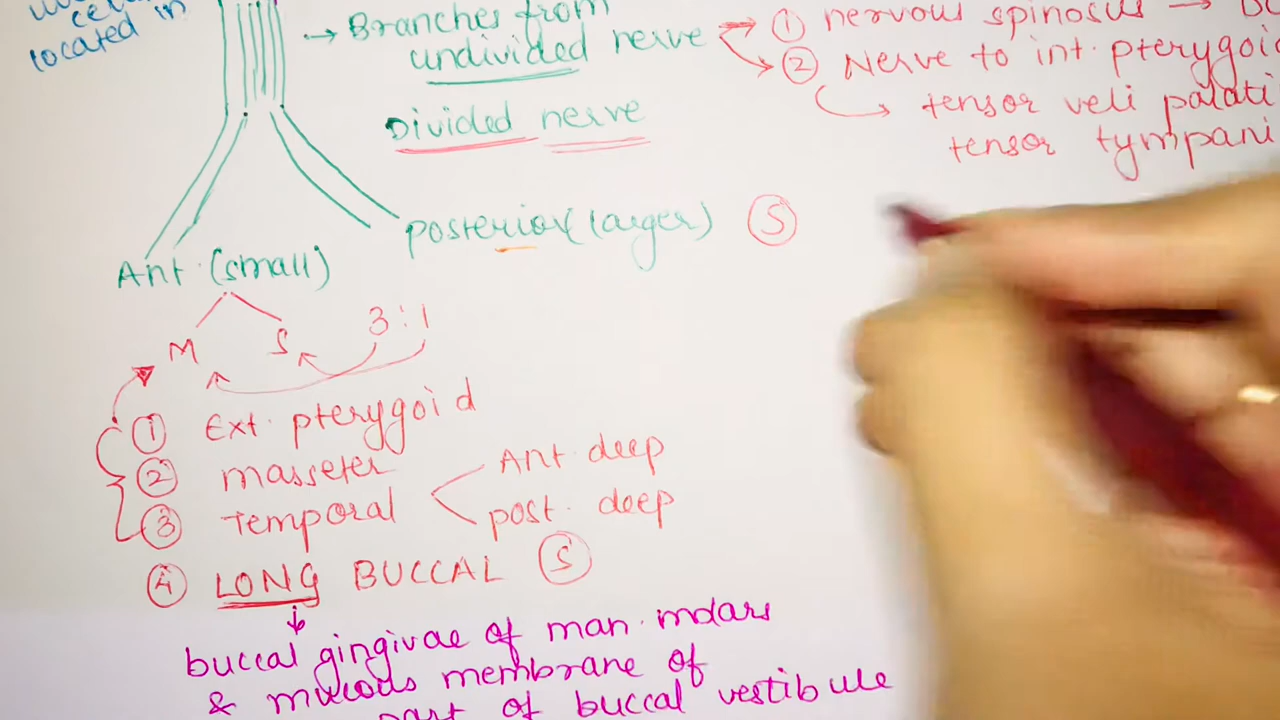 located in
→ Branches from
undivided nerve
① nervous spinosus →
② Nerve to int. pterygoid
tensor veli palati
tensor tympani
Divided nerve
posterior (larger) Ⓢ
Ant. (small)
M S 3:1
① Ext. pterygoid
② masseter
③ Temporal
Ant. deep
post. deep
④ LONG BUCCAL Ⓢ
buccal gingivae of man. molars
& mucous membrane of
part of buccal vestibule